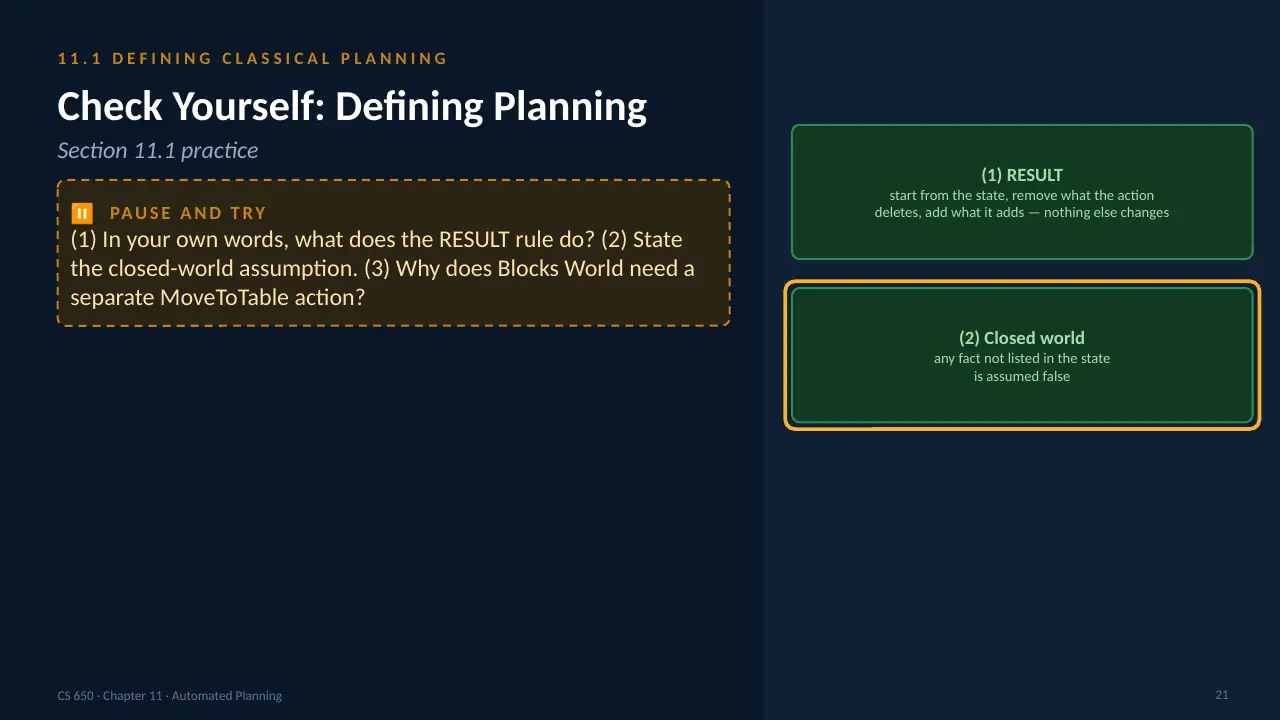 11.1 DEFINING CLASSICAL PLANNING
Check Yourself: Defining Planning
Section 11.1 practice
⏸ PAUSE AND TRY
(1) In your own words, what does the RESULT rule do? (2) State
the closed-world assumption. (3) Why does Blocks World need a
separate MoveToTable action?
(1) RESULT
start from the state, remove what the action
deletes, add what it adds — nothing else changes
(2) Closed world
any fact not listed in the state
is assumed false
CS 650 · Chapter 11 · Automated Planning
21